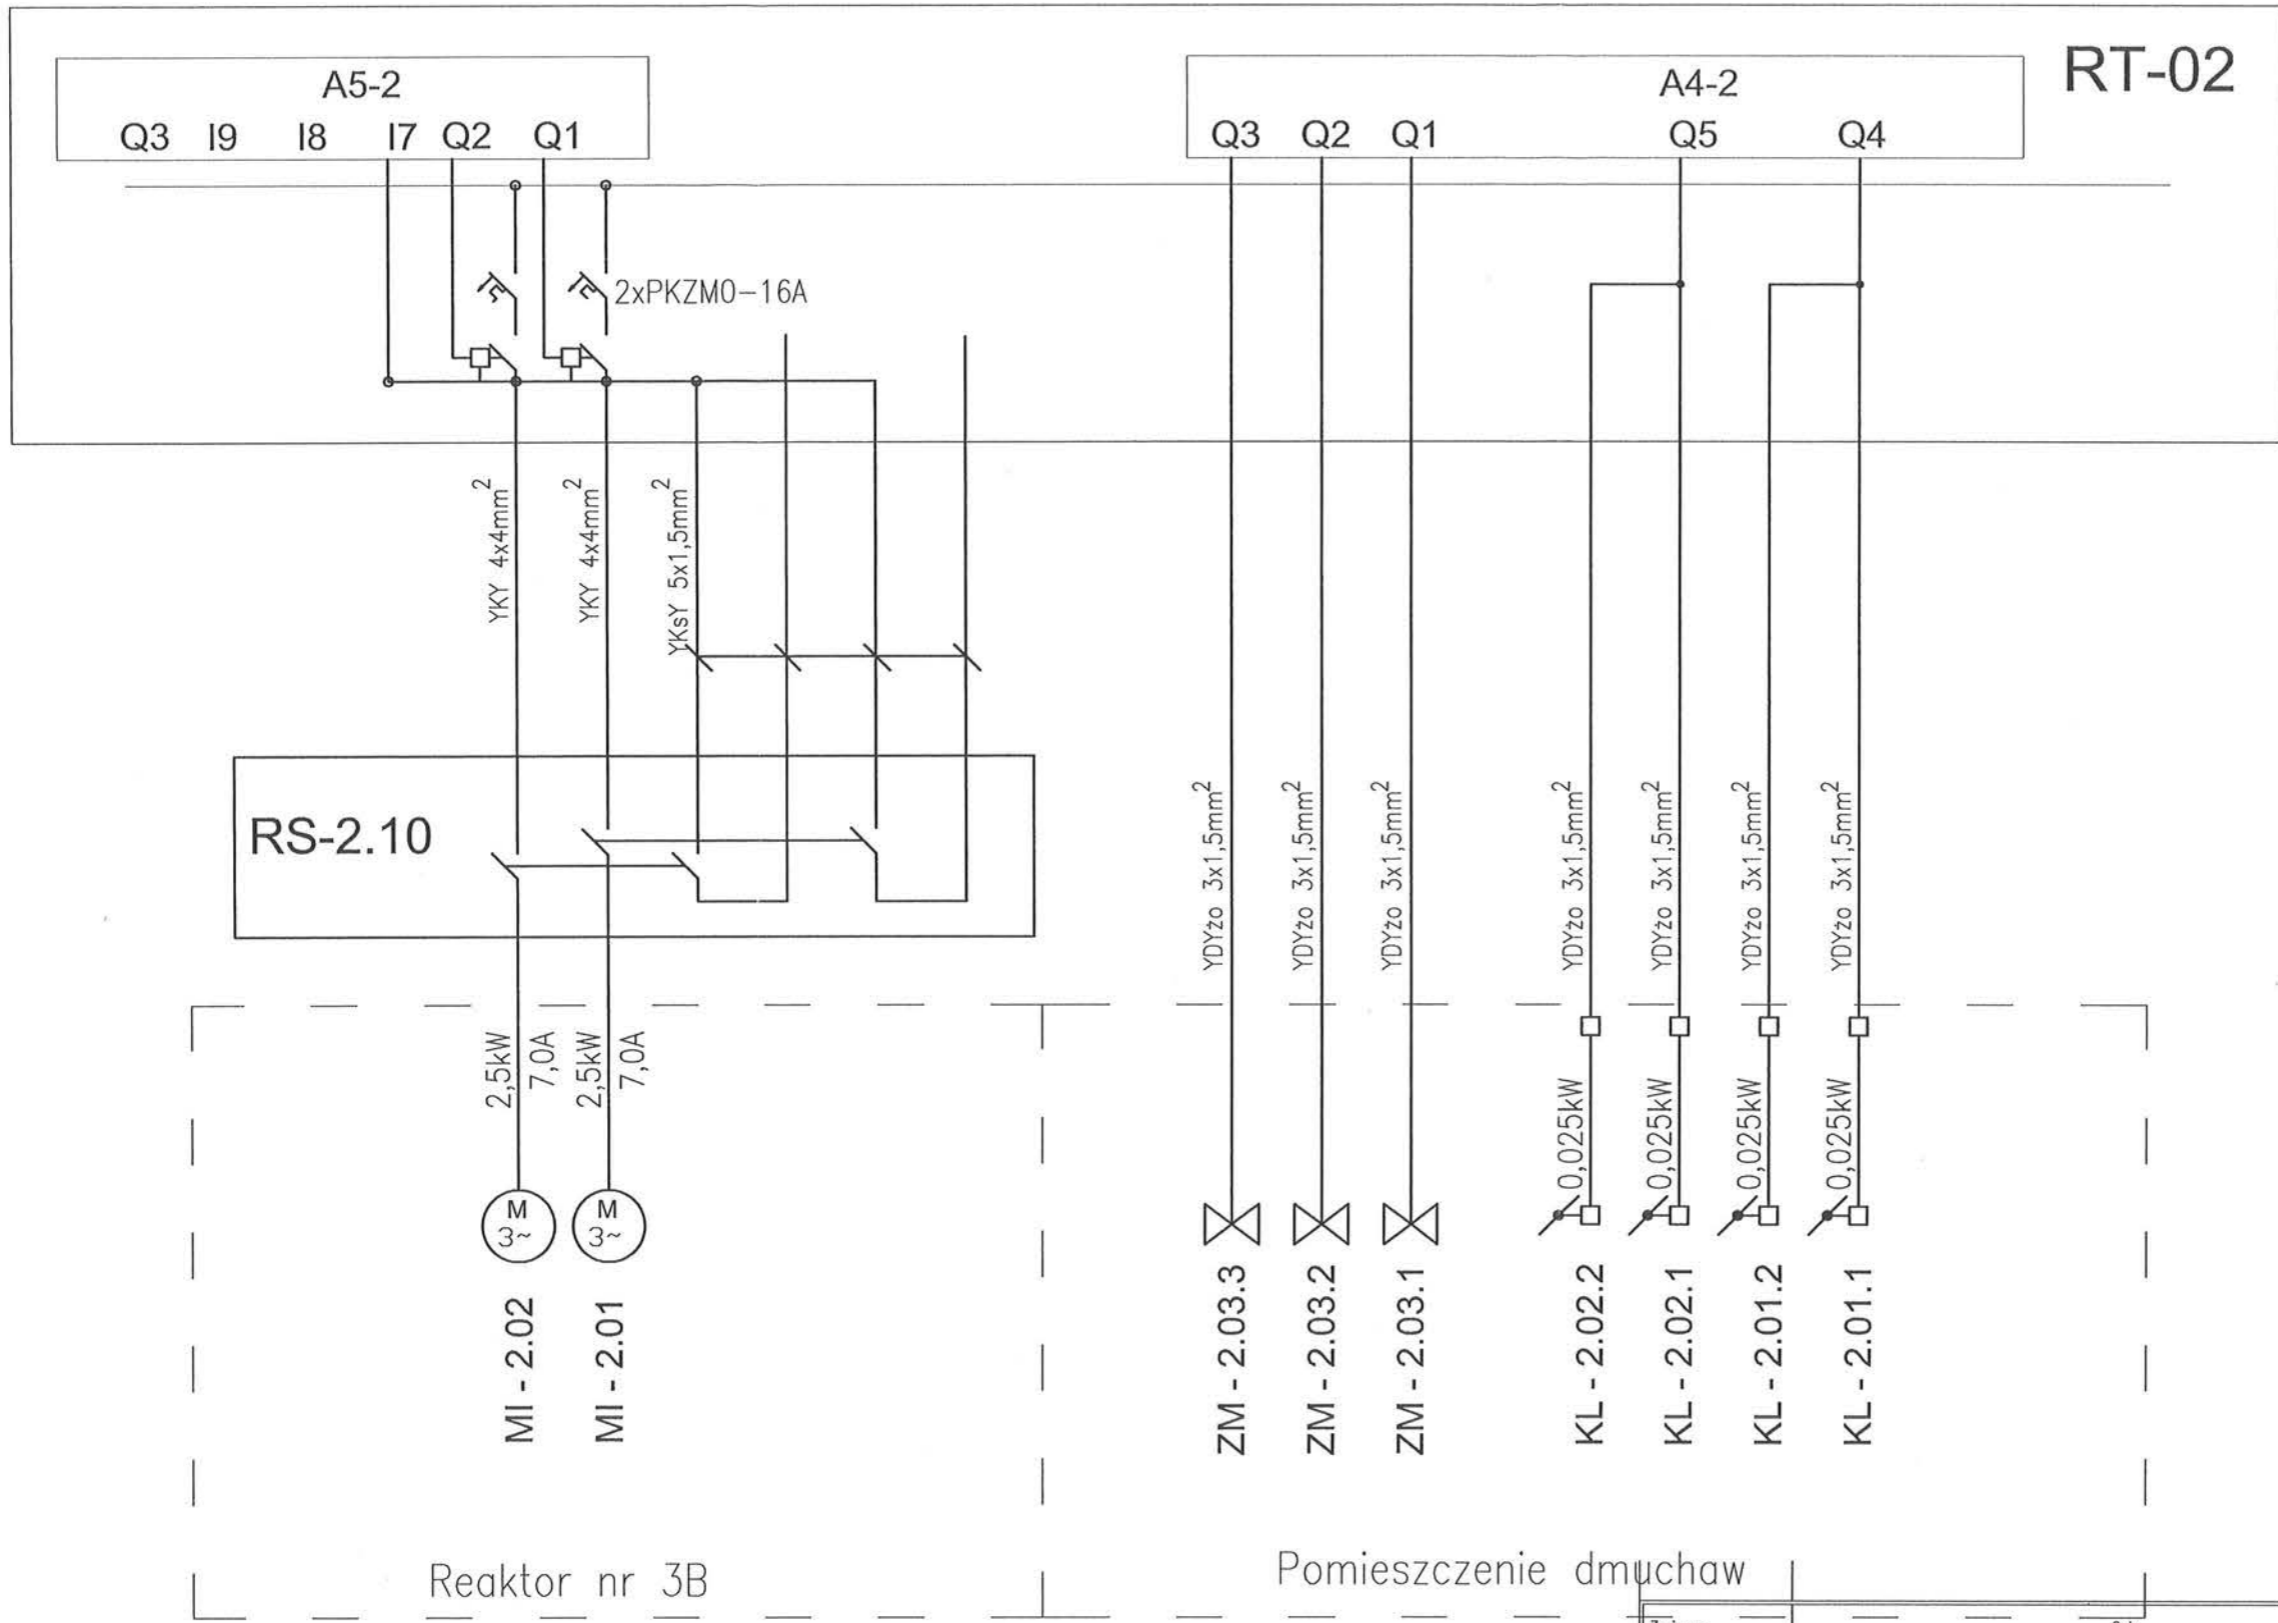 RT-02
A5-2
Q3 I9 I8 I7 Q2 Q1
A4-2
Q3 Q2 Q1 Q5 Q4
2xPKZM0-16A
YKY 4x4mm²
YKY 4x4mm²
YKsY 5x1,5mm²
RS-2.10
YDYżo 3x1,5mm²
YDYżo 3x1,5mm²
YDYżo 3x1,5mm²
YDYżo 3x1,5mm²
YDYżo 3x1,5mm²
YDYżo 3x1,5mm²
YDYżo 3x1,5mm²
2,5kW
7,0A
2,5kW
7,0A
0,025kW
0,025kW
0,025kW
0,025kW
M
3~
M
3~
MI - 2.02
MI - 2.01
ZM - 2.03.3
ZM - 2.03.2
ZM - 2.03.1
KL - 2.02.2
KL - 2.02.1
KL - 2.01.2
KL - 2.01.1
Reaktor nr 3B
Pomieszczenie dmuchaw